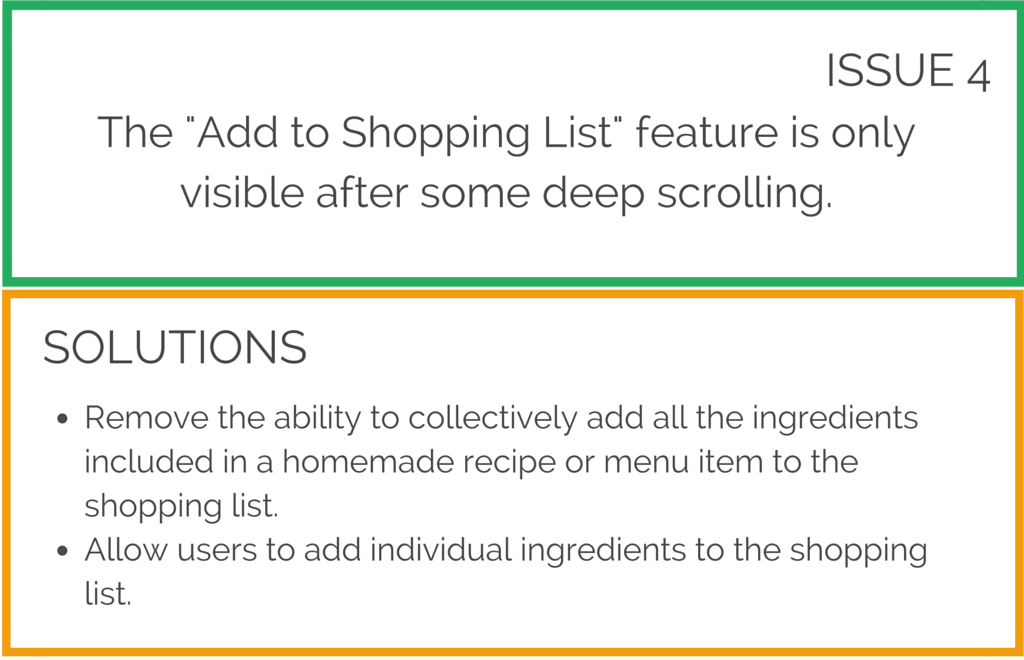 ISSUE 4
The "Add to Shopping List" feature is only
visible after some deep scrolling.
SOLUTIONS
• Remove the ability to collectively add all the ingredients
included in a homemade recipe or menu item to the
shopping list.
• Allow users to add individual ingredients to the shopping
list.